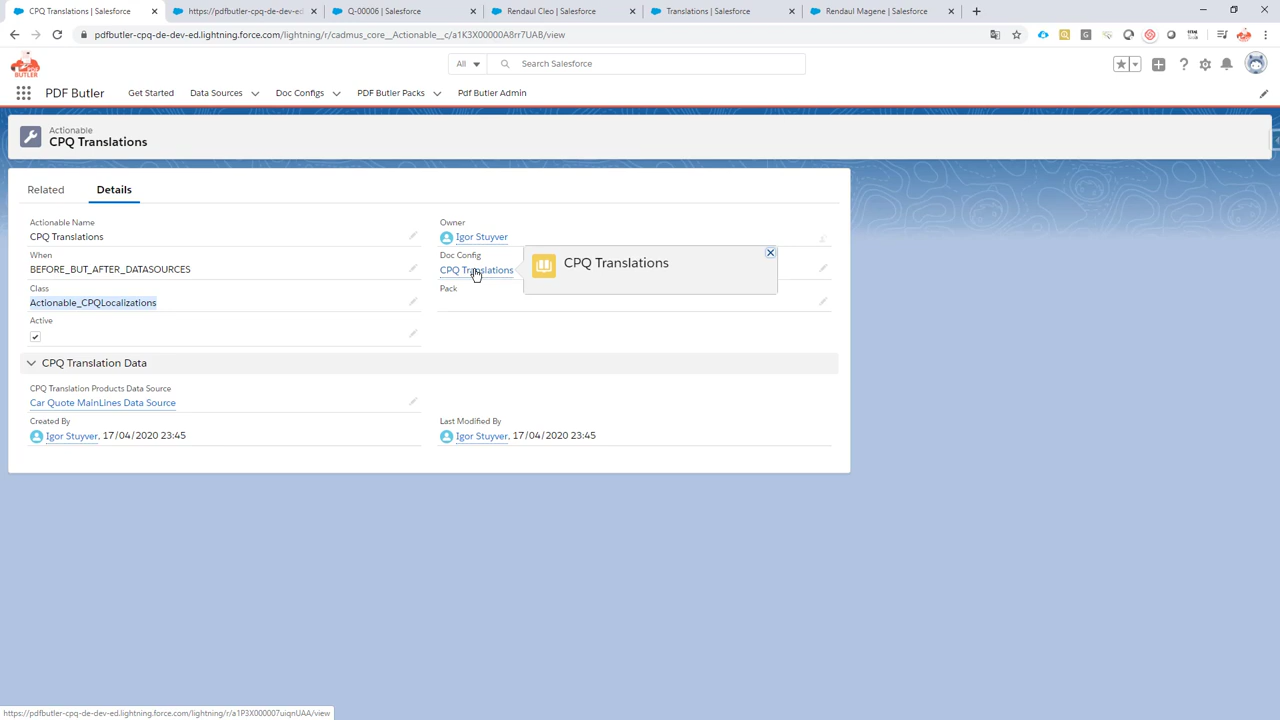 CPQ Translations | Salesforce
https://pdfbutler-cpq-de-dev-ed
Q-00006 | Salesforce
Rendaul Cleo | Salesforce
Translations | Salesforce
Rendaul Magene | Salesforce
pdfbutler-cpq-de-dev-ed.lightning.force.com/lightning/r/cadmus_core__Actionable__c/a1K3X00000A8rr7UAB/view
PDF
BUTLER
All
Search Salesforce
PDF Butler
Get Started
Data Sources
Doc Configs
PDF Butler Packs
Pdf Butler Admin
Actionable
CPQ Translations
Related
Details
Actionable Name
CPQ Translations
Owner
Igor Stuyver
When
BEFORE_BUT_AFTER_DATASOURCES
Doc Config
CPQ Translations
CPQ Translations
Class
Actionable_CPQLocalizations
Pack
Active
CPQ Translation Data
CPQ Translation Products Data Source
Car Quote MainLines Data Source
Created By
Igor Stuyver, 17/04/2020 23:45
Last Modified By
Igor Stuyver, 17/04/2020 23:45
https://pdfbutler-cpq-de-dev-ed.lightning.force.com/lightning/r/a1P3X000007uiqnUAA/view